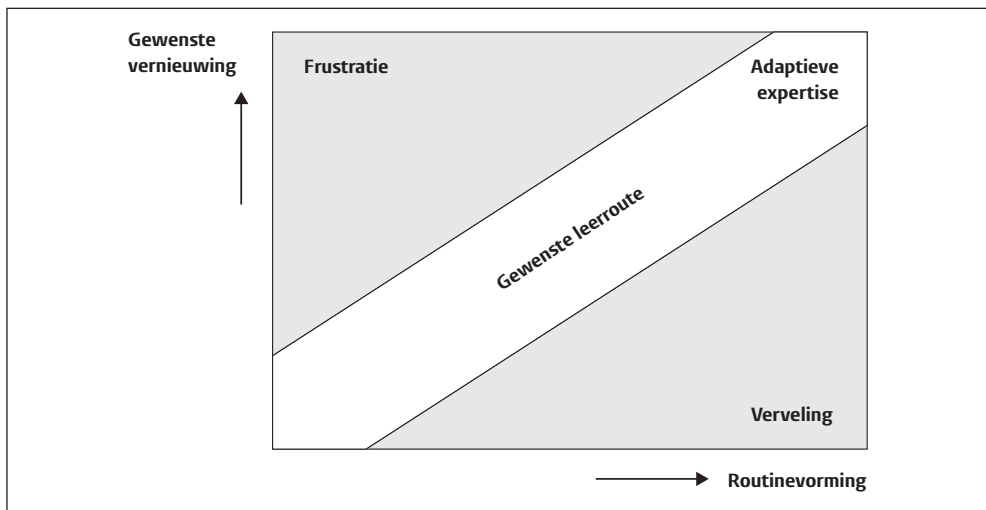 Gewenste
vernieuwing
Frustratie
Adaptieve
expertise
Gewenste leerroute
Verveling
Routinevorming